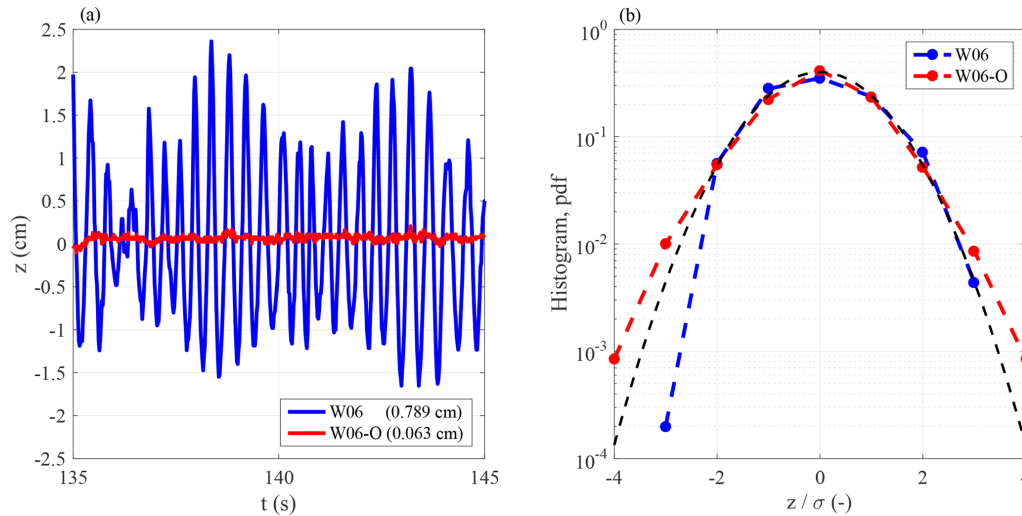 (a)
2.5
2
1.5
1
0.5
0
-0.5
-1
-1.5
-2
-2.5
z (cm)
W06 (0.789 cm)
W06-O (0.063 cm)
135
140
145
t (s)
(b)
10^0
10^-1
10^-2
10^-3
10^-4
Histogram, pdf
W06
W06-O
-4
-2
0
2
4
z / σ (-)